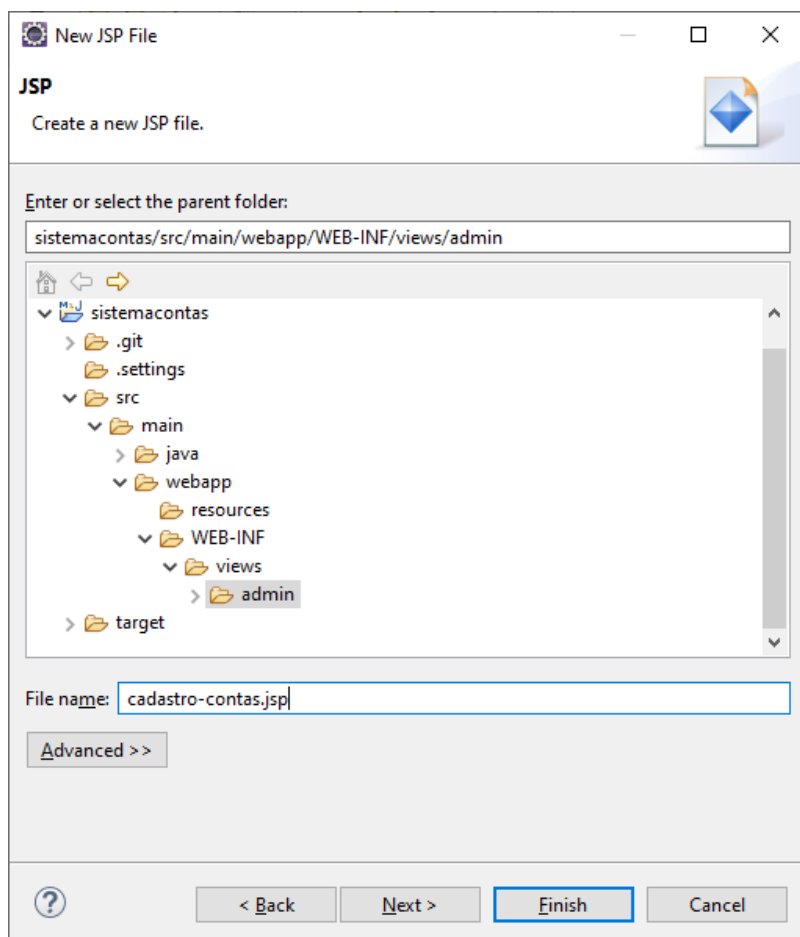 New JSP File
JSP
Create a new JSP file.
Enter or select the parent folder:
sistemacontas/src/main/webapp/WEB-INF/views/admin
sistemacontas
.git
.settings
src
main
java
webapp
resources
WEB-INF
views
admin
target
File name: cadastro-contas.jsp
Advanced >>
? < Back Next > Finish Cancel